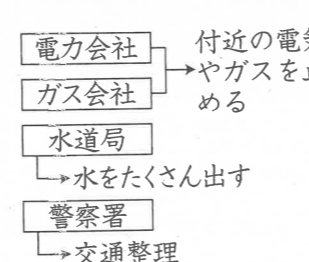 電力会社
ガス会社
付近の電
やガスを
める
水道局
水をたくさん出す
警察署
交通整理